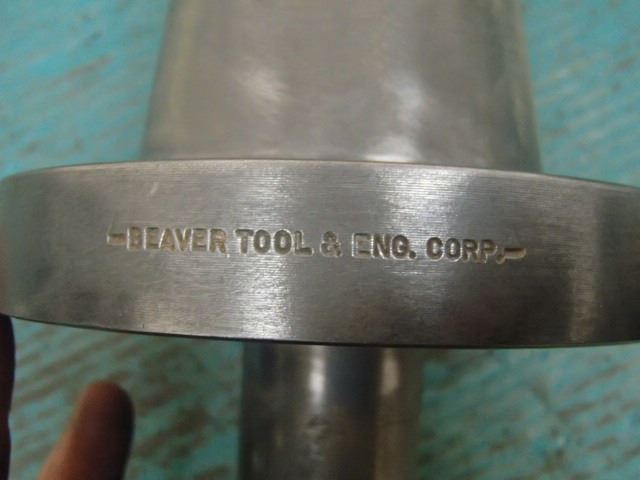 -BEAVER TOOL & ENG. CORP.-